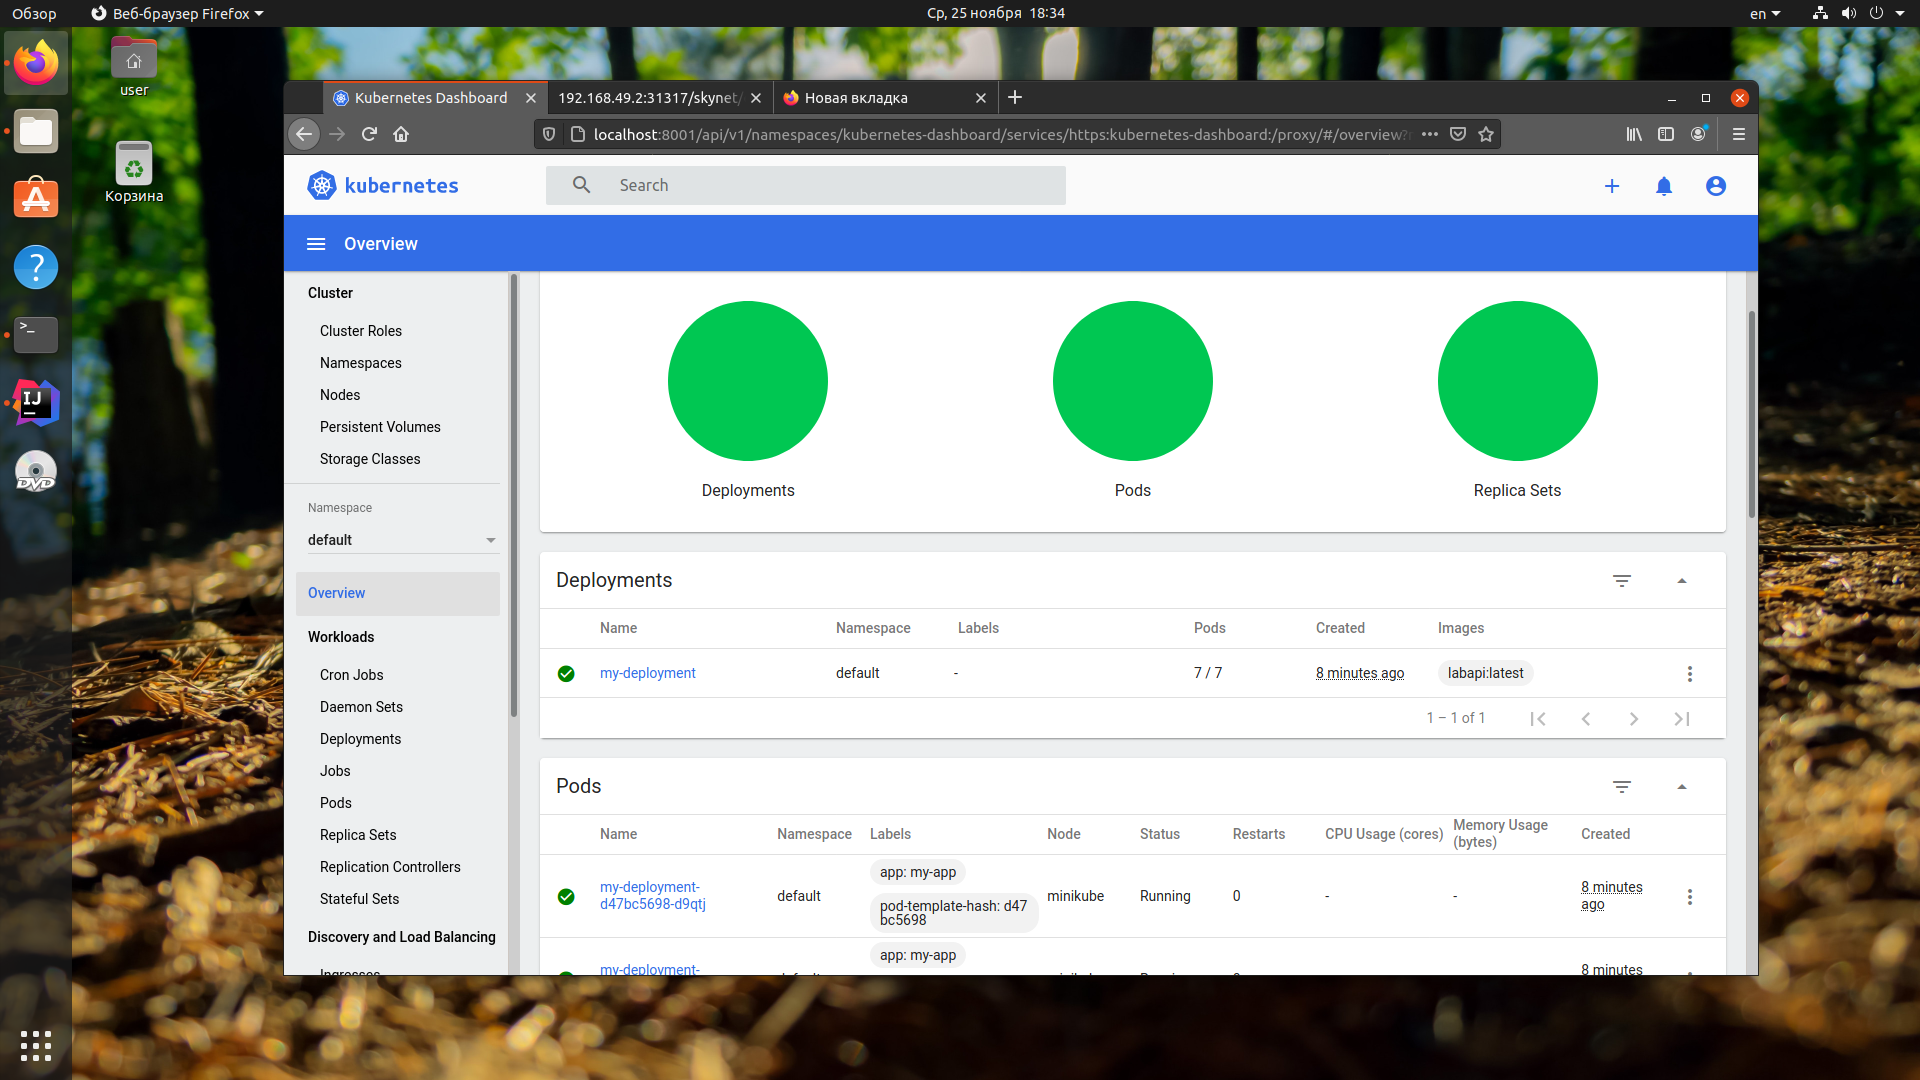 Обзор
Веб-браузер Firefox
Ср, 25 ноября 18:34
en
user
Корзина
Kubernetes Dashboard
192.168.49.2:31317/skynet/
Новая вкладка
localhost:8001/api/v1/namespaces/kubernetes-dashboard/services/https:kubernetes-dashboard:/proxy/#/overview?
kubernetes
Search
Overview
Cluster
Cluster Roles
Namespaces
Nodes
Persistent Volumes
Storage Classes
Namespace
default
Overview
Workloads
Cron Jobs
Daemon Sets
Deployments
Jobs
Pods
Replica Sets
Replication Controllers
Stateful Sets
Discovery and Load Balancing
Ingresses
Deployments
Pods
Replica Sets
Deployments
Name Namespace Labels Pods Created Images
my-deployment default - 7 / 7 8 minutes ago labapi:latest
1 – 1 of 1
Pods
Name Namespace Labels Node Status Restarts CPU Usage (cores) Memory Usage (bytes) Created
my-deployment-d47bc5698-d9qtj default app: my-app pod-template-hash: d47bc5698 minikube Running 0 - - 8 minutes ago
my-deployment- default app: my-app minikube Running 0 8 minutes
>_
IJ
DVD